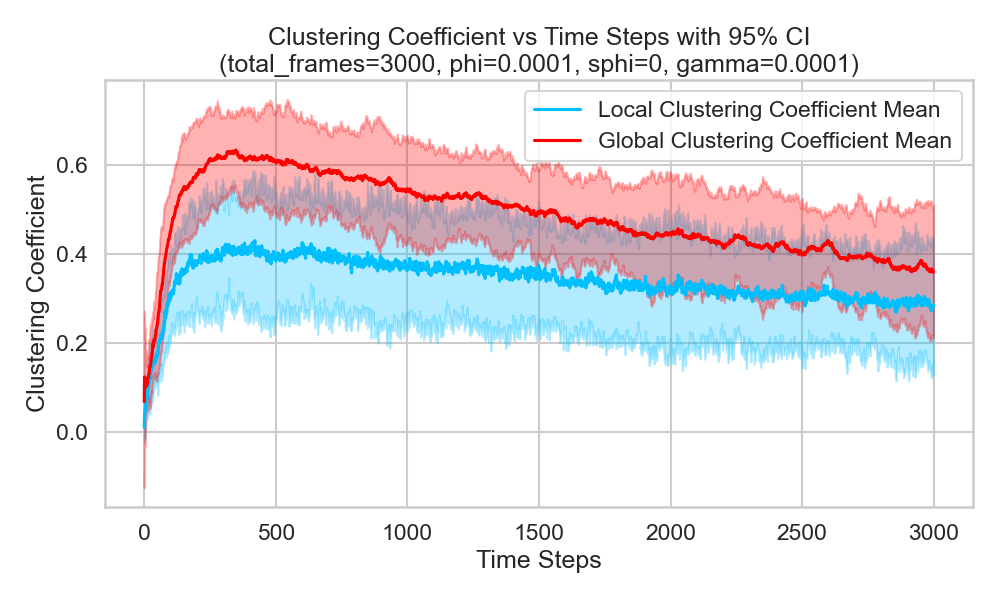 Clustering Coefficient vs Time Steps with 95% CI
(total_frames=3000, phi=0.0001, sphi=0, gamma=0.0001)
Local Clustering Coefficient Mean
Global Clustering Coefficient Mean
Clustering Coefficient
0.6
0.4
0.2
0.0
0 500 1000 1500 2000 2500 3000
Time Steps